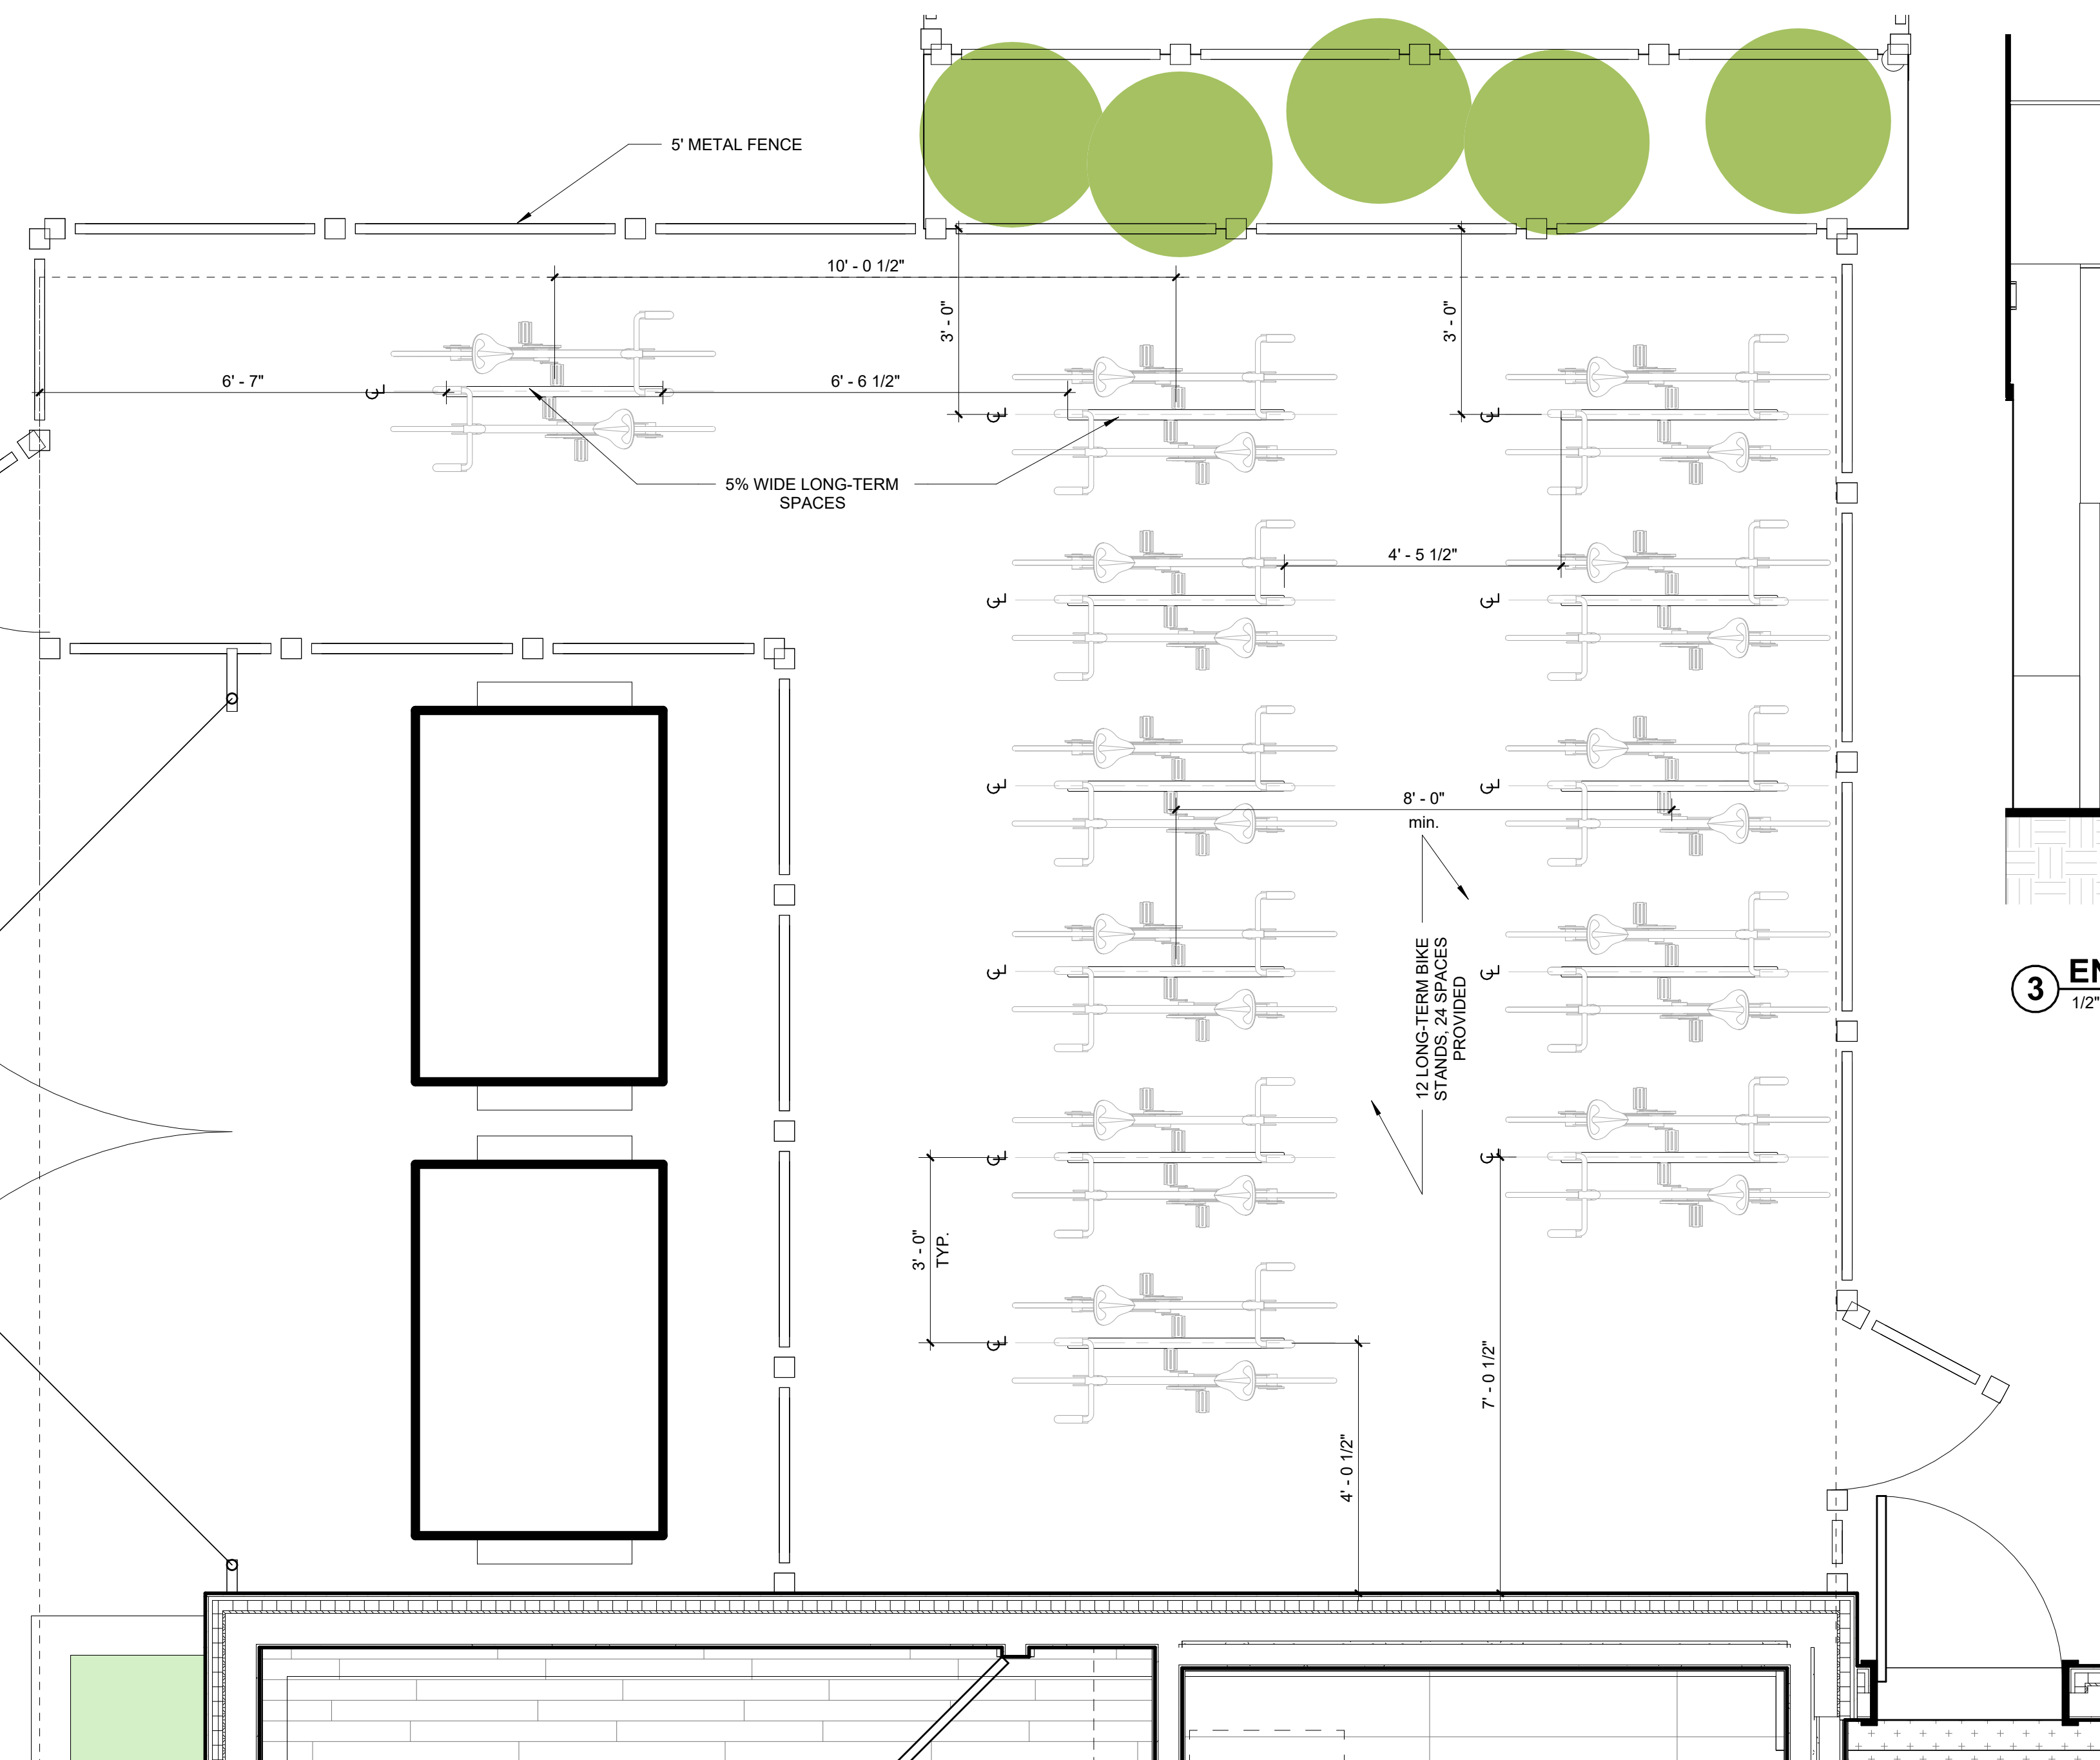 5' METAL FENCE
10' - 0 1/2"
3' - 0"
3' - 0"
6' - 7"
6' - 6 1/2"
5% WIDE LONG-TERM
SPACES
4' - 5 1/2"
8' - 0"
min.
12 LONG-TERM BIKE
STANDS, 24 SPACES
PROVIDED
3' - 0"
TYP.
4' - 0 1/2"
7' - 0 1/2"
3
EN
1/2"